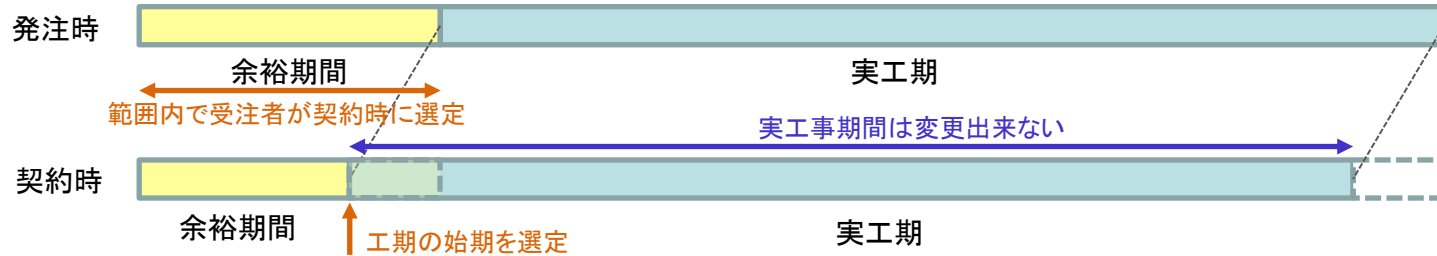 発注時
余裕期間
実工期
範囲内で受注者が契約時に選定
実工事期間は変更出来ない
契約時
余裕期間
工期の始期を選定
実工期